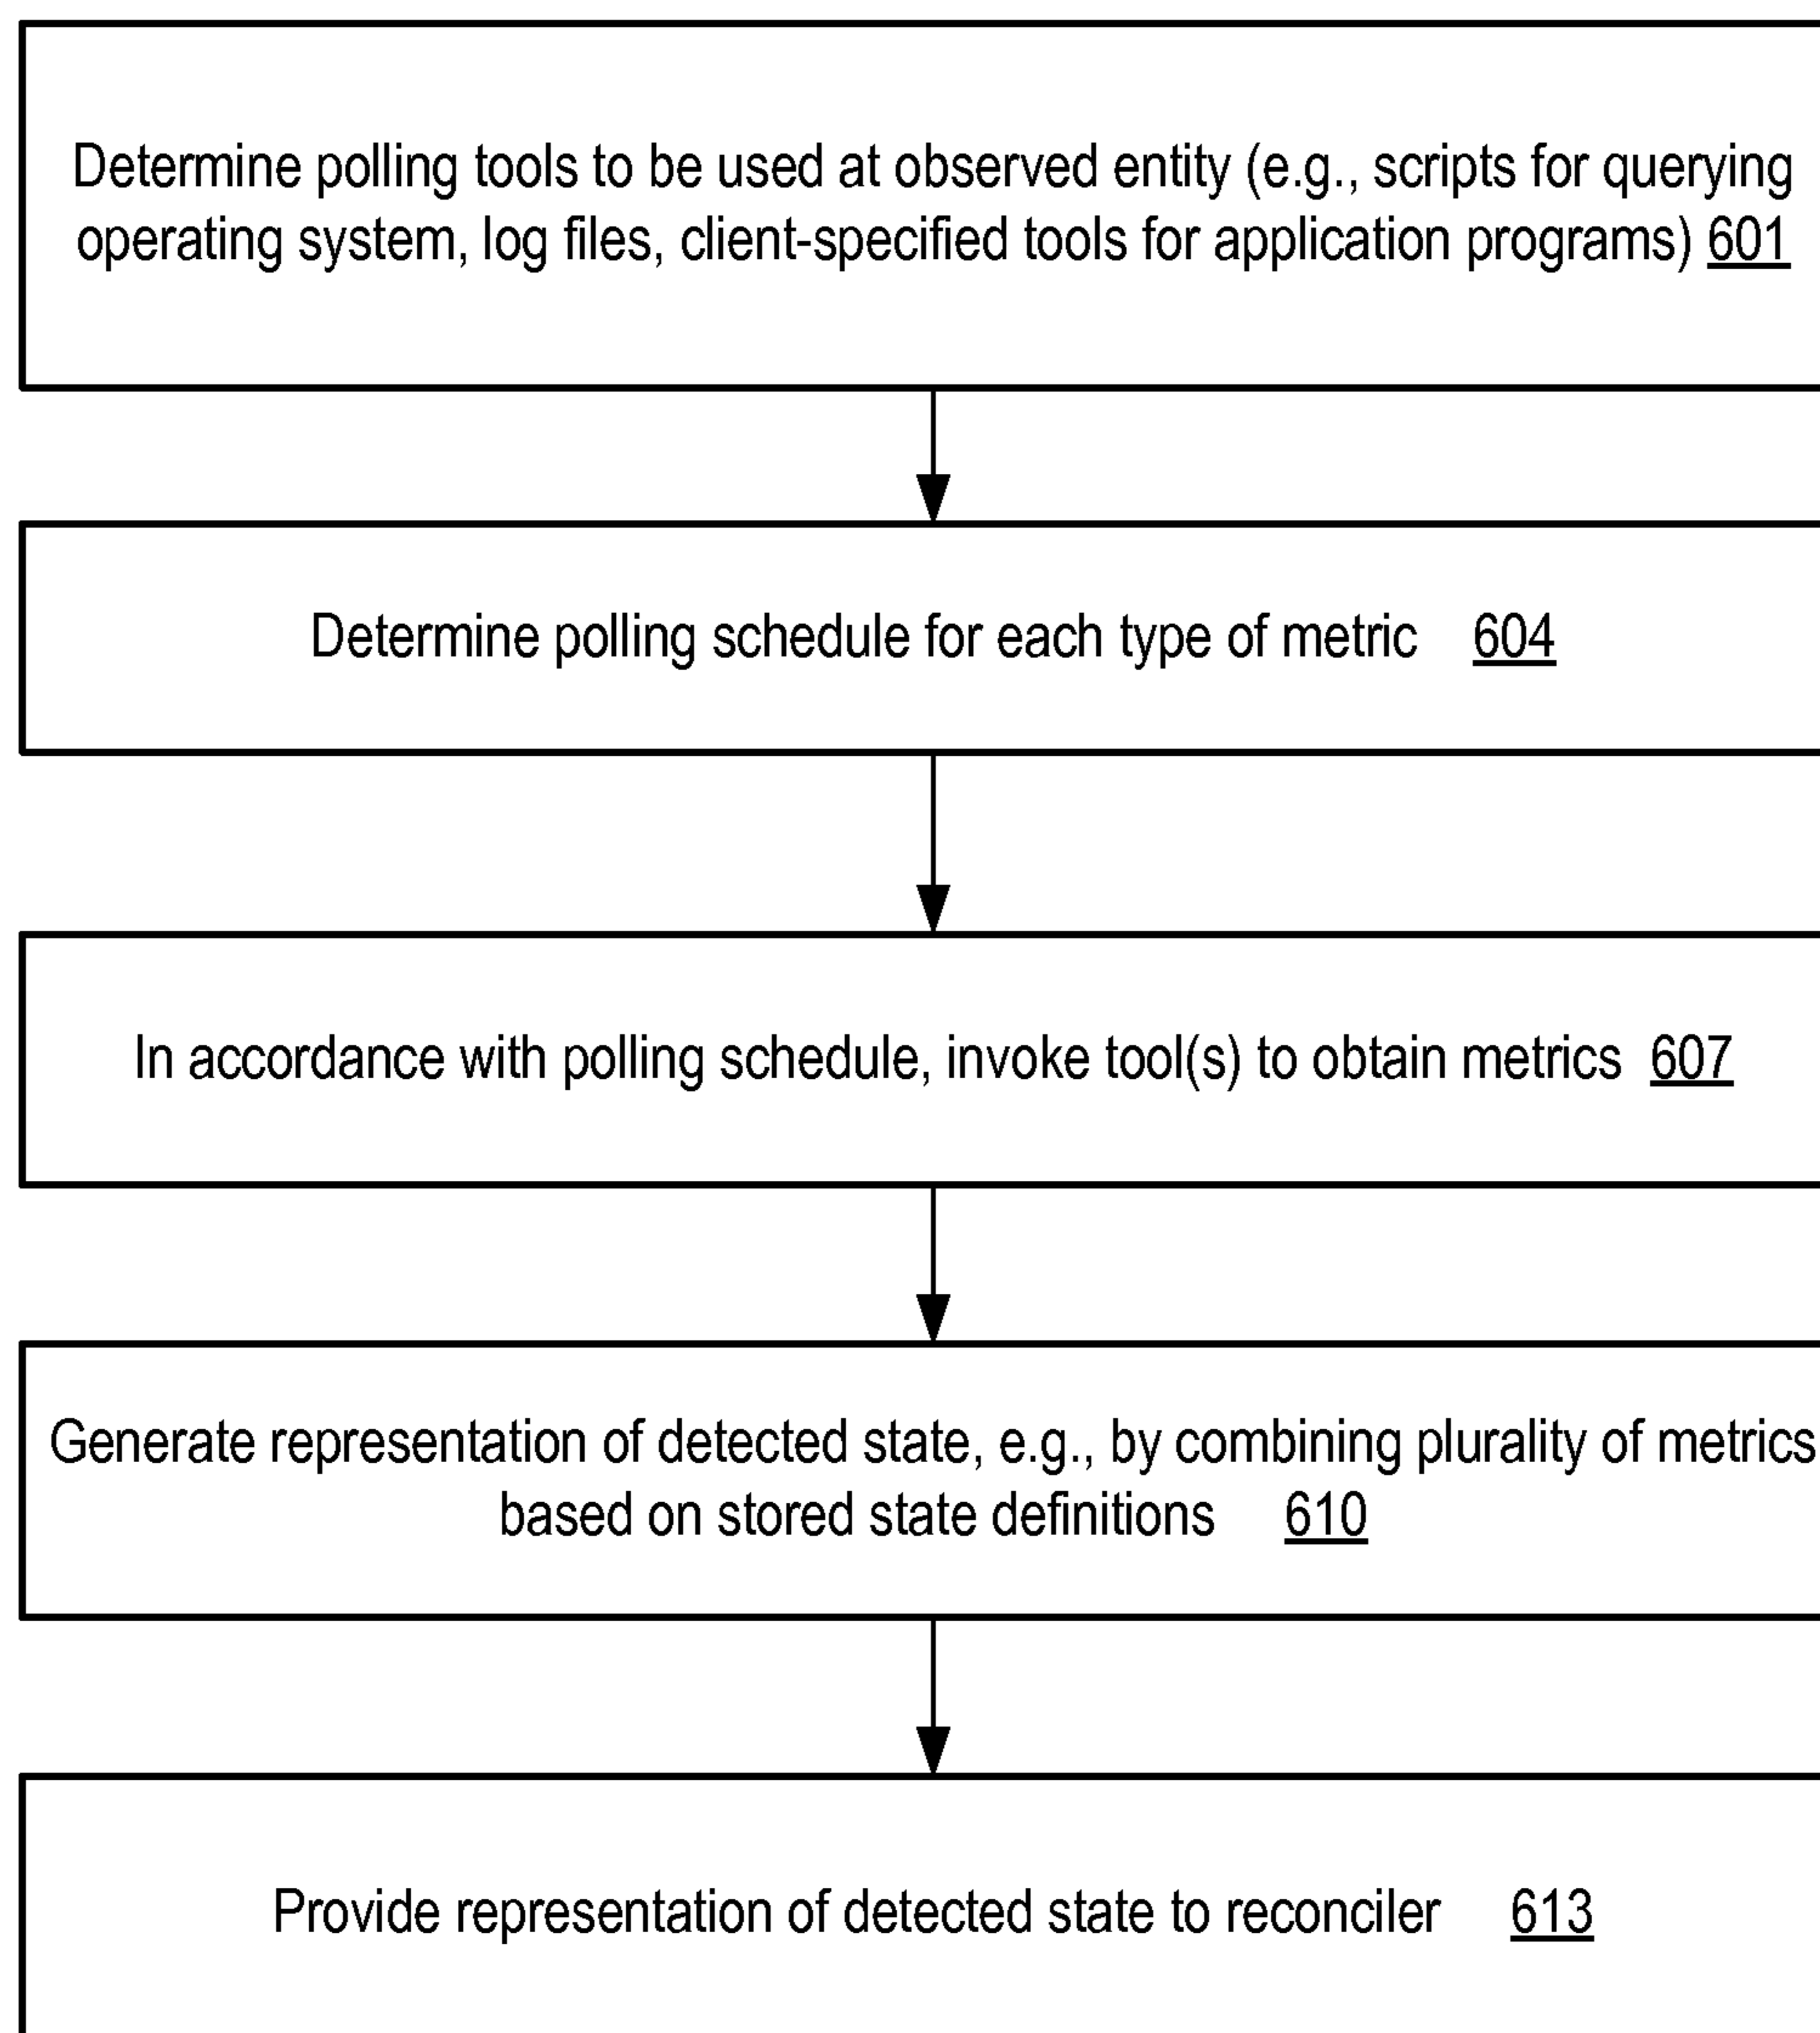 Determine polling tools to be used at observed entity (e.g., scripts for querying
operating system, log files, client-specified tools for application programs) 601
Determine polling schedule for each type of metric 604
In accordance with polling schedule, invoke tool(s) to obtain metrics 607
Generate representation of detected state, e.g., by combining plurality of metrics
based on stored state definitions 610
Provide representation of detected state to reconciler 613